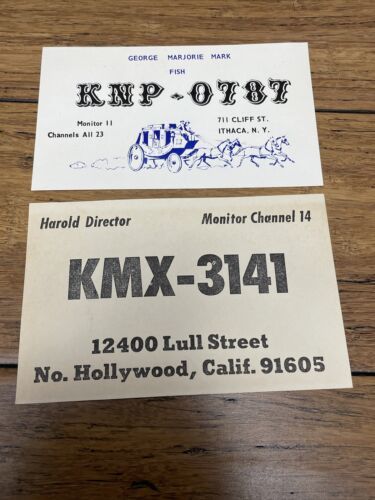 GEORGE MARJORIE MARK
FISH
KNP-0787
Monitor 11
Channels All 23
711 CLIFF ST.
ITHACA, N. Y.
Harold Director
Monitor Channel 14
KMX-3141
12400 Lull Street
No. Hollywood, Calif. 91605